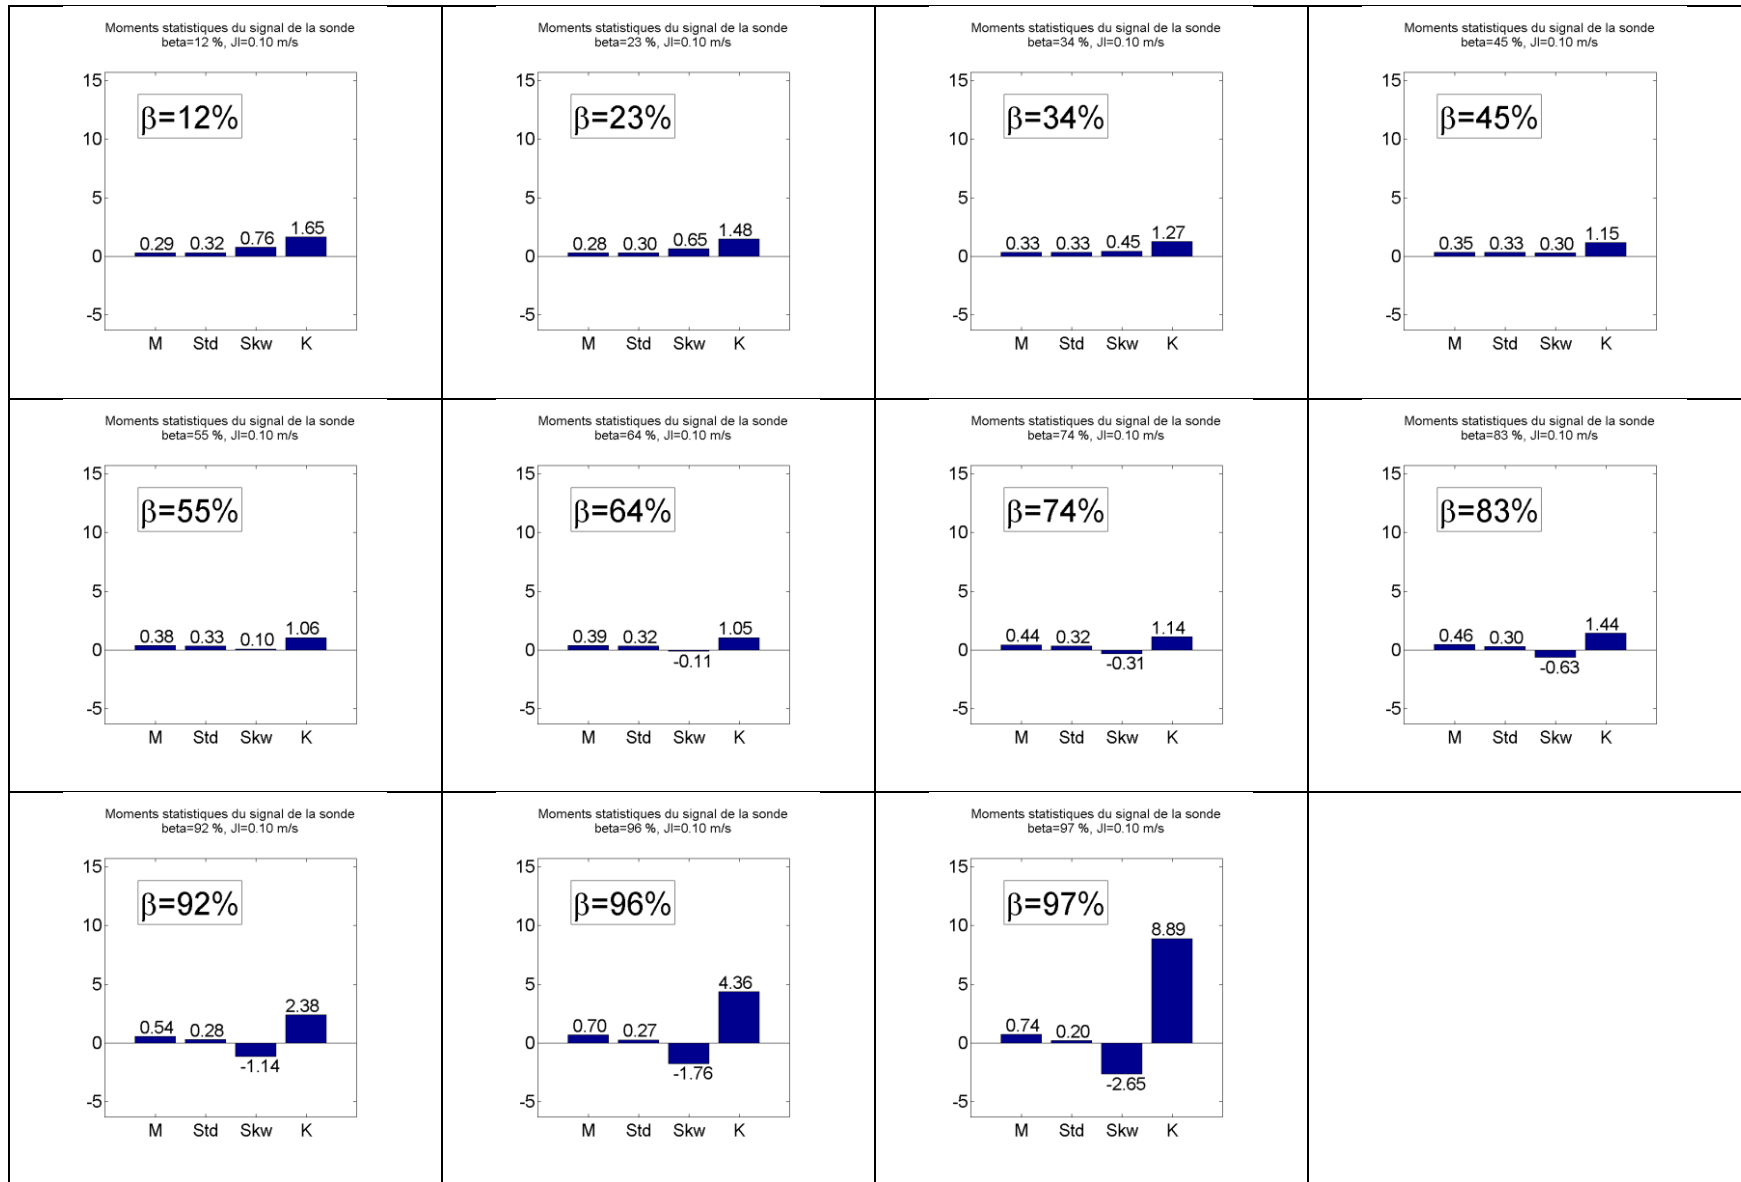 Moments statistiques du signal de la sonde
beta=12 %, Jl=0.10 m/s
15
β=12%
10
5
0.29 0.32 0.76 1.65
0
-5
M Std Skw K
Moments statistiques du signal de la sonde
beta=23 %, Jl=0.10 m/s
15
β=23%
10
5
0.28 0.30 0.65 1.48
0
-5
M Std Skw K
Moments statistiques du signal de la sonde
beta=34 %, Jl=0.10 m/s
15
β=34%
10
5
0.33 0.33 0.45 1.27
0
-5
M Std Skw K
Moments statistiques du signal de la sonde
beta=45 %, Jl=0.10 m/s
15
β=45%
10
5
0.35 0.33 0.30 1.15
0
-5
M Std Skw K
Moments statistiques du signal de la sonde
beta=55 %, Jl=0.10 m/s
15
β=55%
10
5
0.38 0.33 0.10 1.06
0
-5
M Std Skw K
Moments statistiques du signal de la sonde
beta=64 %, Jl=0.10 m/s
15
β=64%
10
5
0.39 0.32 1.05
0
-0.11
-5
M Std Skw K
Moments statistiques du signal de la sonde
beta=74 %, Jl=0.10 m/s
15
β=74%
10
5
0.44 0.32 1.14
0
-0.31
-5
M Std Skw K
Moments statistiques du signal de la sonde
beta=83 %, Jl=0.10 m/s
15
β=83%
10
5
0.46 0.30 1.44
0
-0.63
-5
M Std Skw K
Moments statistiques du signal de la sonde
beta=92 %, Jl=0.10 m/s
15
β=92%
10
5
2.38
0.54 0.28
0
-1.14
-5
M Std Skw K
Moments statistiques du signal de la sonde
beta=96 %, Jl=0.10 m/s
15
β=96%
10
5
4.36
0.70 0.27
0
-1.76
-5
M Std Skw K
Moments statistiques du signal de la sonde
beta=97 %, Jl=0.10 m/s
15
β=97%
10
8.89
5
0.74 0.20
0
-2.65
-5
M Std Skw K